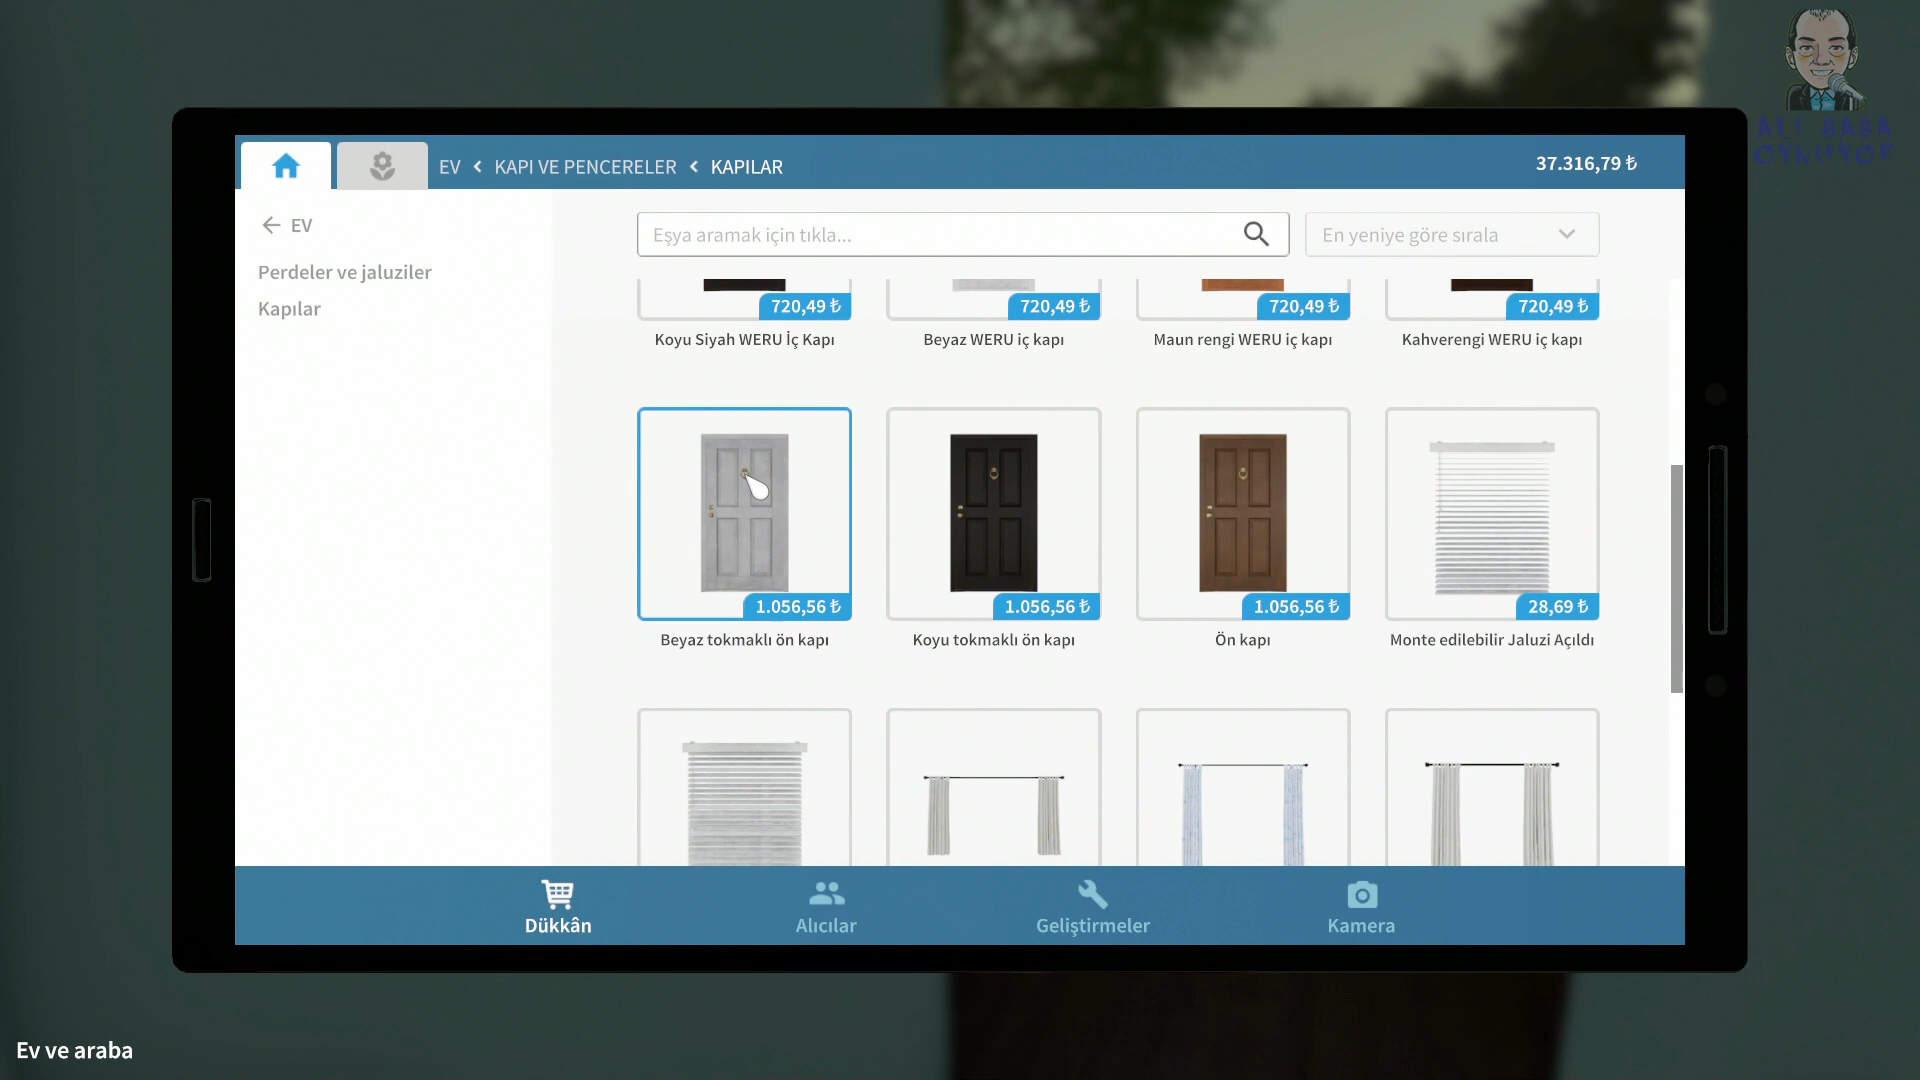 ALİ BABA
OYNUYOR
EV < KAPI VE PENCERELER < KAPILAR
37.316,79 ₺
← EV
Perdeler ve jaluziler
Kapılar
Eşya aramak için tıkla...
En yeniye göre sırala
720,49 ₺ 720,49 ₺ 720,49 ₺ 720,49 ₺
Koyu Siyah WERU İç Kapı Beyaz WERU iç kapı Maun rengi WERU iç kapı Kahverengi WERU iç kapı
1.056,56 ₺ 1.056,56 ₺ 1.056,56 ₺ 28,69 ₺
Beyaz tokmaklı ön kapı Koyu tokmaklı ön kapı Ön kapı Monte edilebilir Jaluzi Açıldı
Dükkân Alıcılar Geliştirmeler Kamera
Ev ve araba